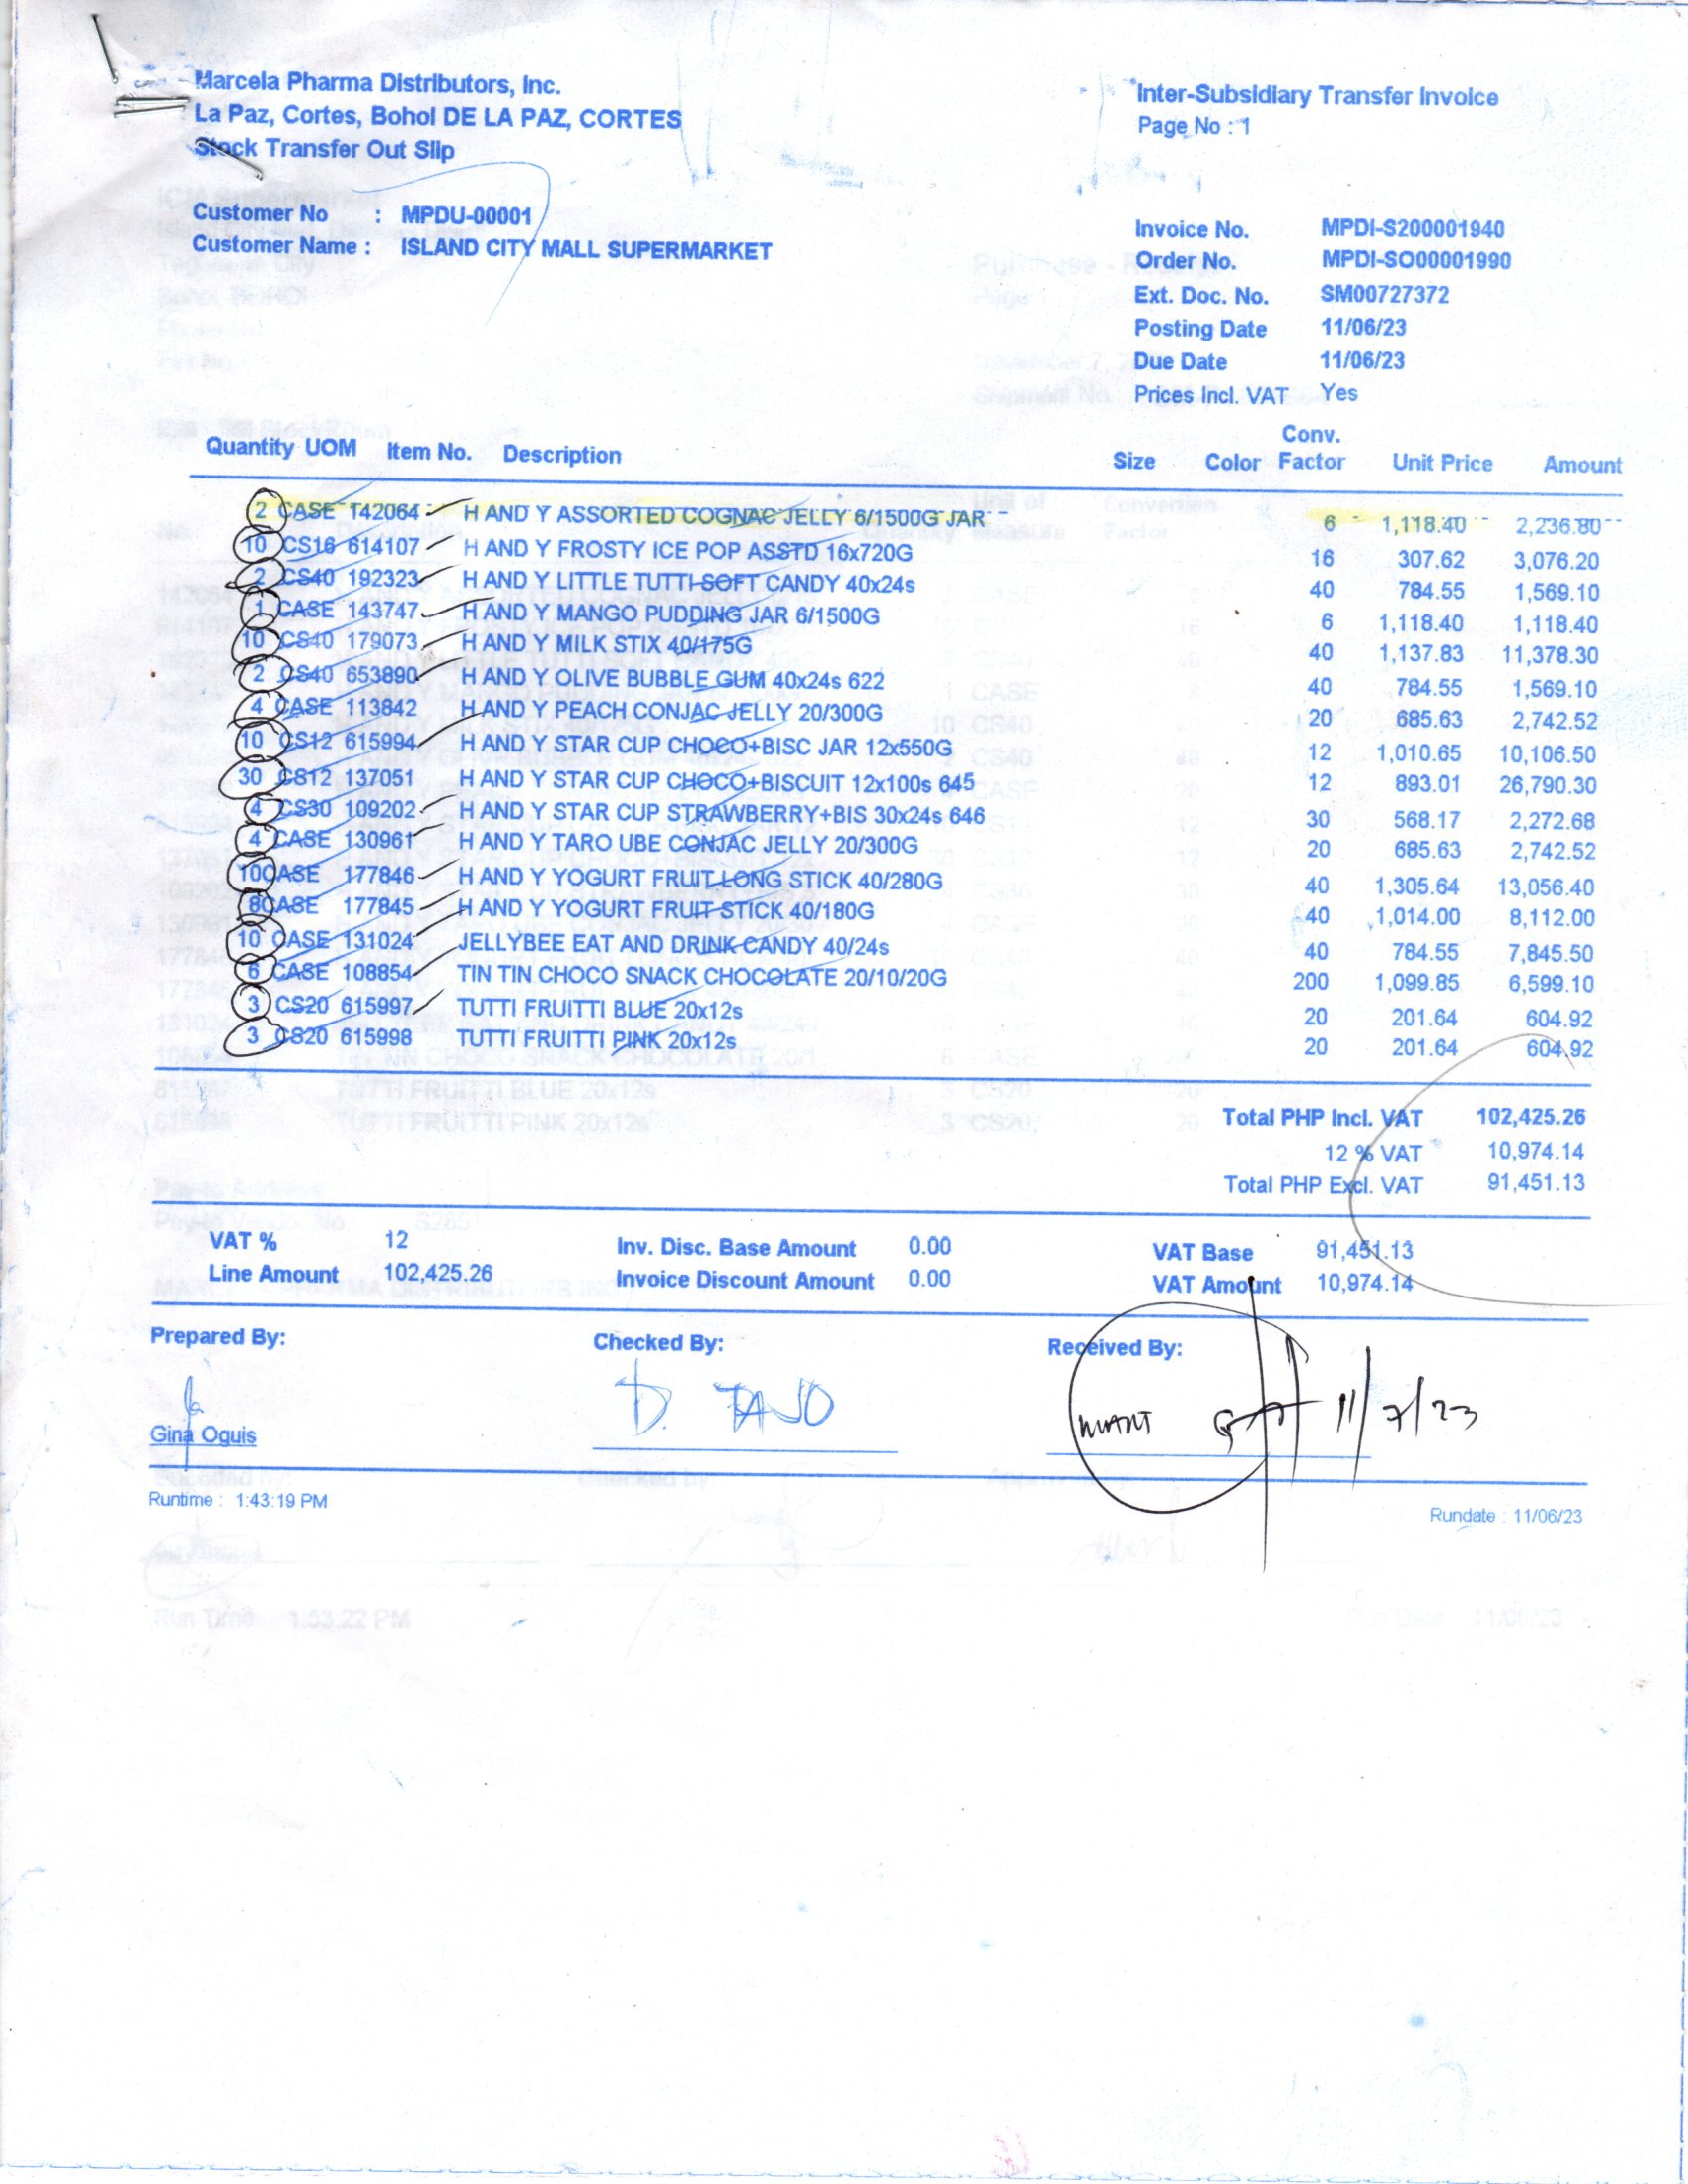 Marcela Pharma Distributors, Inc.
La Paz, Cortes, Bohol DE LA PAZ, CORTES
Stock Transfer Out Slip
Inter-Subsidiary Transfer Invoice
Page No : 1
Customer No : MPDU-00001
Customer Name : ISLAND CITY MALL SUPERMARKET
Invoice No. MPDI-S200001940
Order No. MPDI-SO00001990
Ext. Doc. No. SM00727372
Posting Date 11/06/23
Due Date 11/06/23
Prices Incl. VAT Yes
Quantity UOM Item No. Description Size Color Conv. Factor Unit Price Amount
2 CASE 142064 H AND Y ASSORTED COGNAC JELLY 6/1500G JAR 6 1,118.40 2,236.80
10 CS16 614107 H AND Y FROSTY ICE POP ASSTD 16x720G 16 307.62 3,076.20
2 CS40 192323 H AND Y LITTLE TUTTI SOFT CANDY 40x24s 40 784.55 1,569.10
1 CASE 143747 H AND Y MANGO PUDDING JAR 6/1500G 6 1,118.40 1,118.40
10 CS40 179073 H AND Y MILK STIX 40/175G 40 1,137.83 11,378.30
2 CS40 653890 H AND Y OLIVE BUBBLE GUM 40x24s 622 40 784.55 1,569.10
4 CASE 113842 H AND Y PEACH CONJAC JELLY 20/300G 20 685.63 2,742.52
10 CS12 615994 H AND Y STAR CUP CHOCO+BISC JAR 12x550G 12 1,010.65 10,106.50
30 CS12 137051 H AND Y STAR CUP CHOCO+BISCUIT 12x100s 645 12 893.01 26,790.30
4 CS30 109202 H AND Y STAR CUP STRAWBERRY+BIS 30x24s 646 30 568.17 2,272.68
4 CASE 130961 H AND Y TARO UBE CONJAC JELLY 20/300G 20 685.63 2,742.52
10 CASE 177846 H AND Y YOGURT FRUIT LONG STICK 40/280G 40 1,305.64 13,056.40
8 CASE 177845 H AND Y YOGURT FRUIT STICK 40/180G 40 1,014.00 8,112.00
10 CASE 131024 JELLYBEE EAT AND DRINK CANDY 40/24s 40 784.55 7,845.50
6 CASE 108854 TIN TIN CHOCO SNACK CHOCOLATE 20/10/20G 200 1,099.85 6,599.10
3 CS20 615997 TUTTI FRUITTI BLUE 20x12s 20 201.64 604.92
3 CS20 615998 TUTTI FRUITTI PINK 20x12s 20 201.64 604.92
Total PHP Incl. VAT 102,425.26
12 % VAT 10,974.14
Total PHP Excl. VAT 91,451.13
VAT % 12 Inv. Disc. Base Amount 0.00 VAT Base 91,451.13
Line Amount 102,425.26 Invoice Discount Amount 0.00 VAT Amount 10,974.14
Prepared By: Checked By: Received By:
Gina Oguis D. TAJO 11/7/23
Runtime : 1:43:19 PM
Rundate : 11/06/23